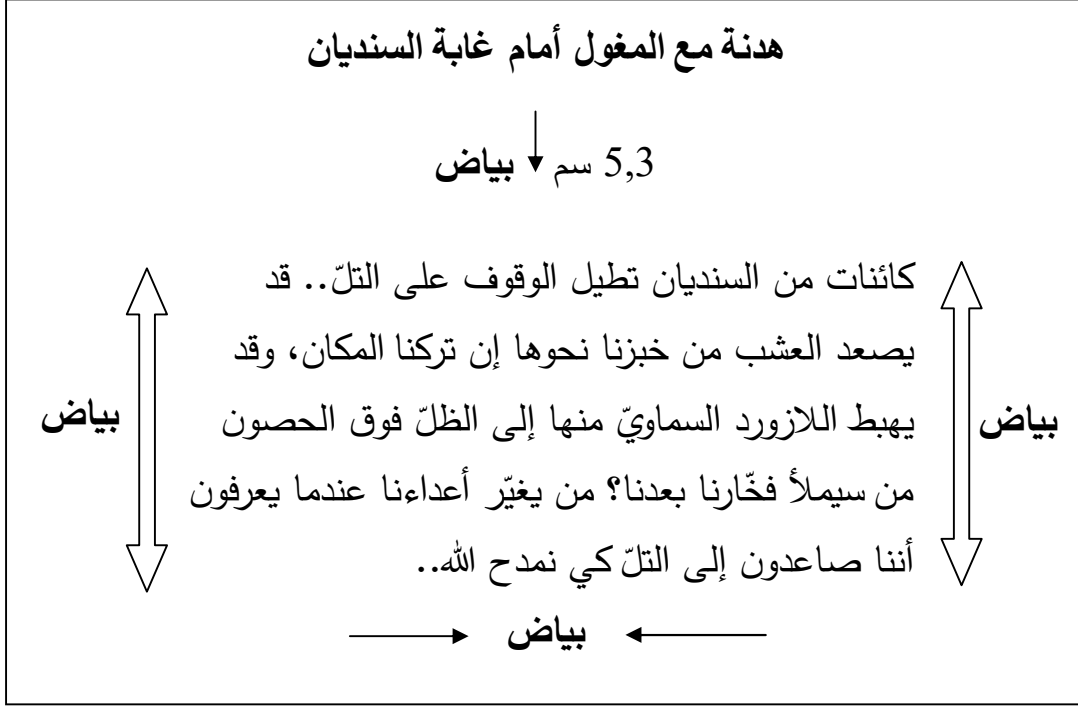 هدنة مع المغول أمام غابة السنديان
5,3 سم بياض
كائنات من السنديان تطيل الوقوف على التلّ.. قد
يصعد العشب من خبزنا نحوها إن تركنا المكان، وقد
بياض يهبط اللازورد السماويّ منها إلى الظلّ فوق الحصون بياض
من سيملأ فخّارنا بعدنا؟ من يغيّر أعداءنا عندما يعرفون
أننا صاعدون إلى التلّ كي نمدح الله..
بياض